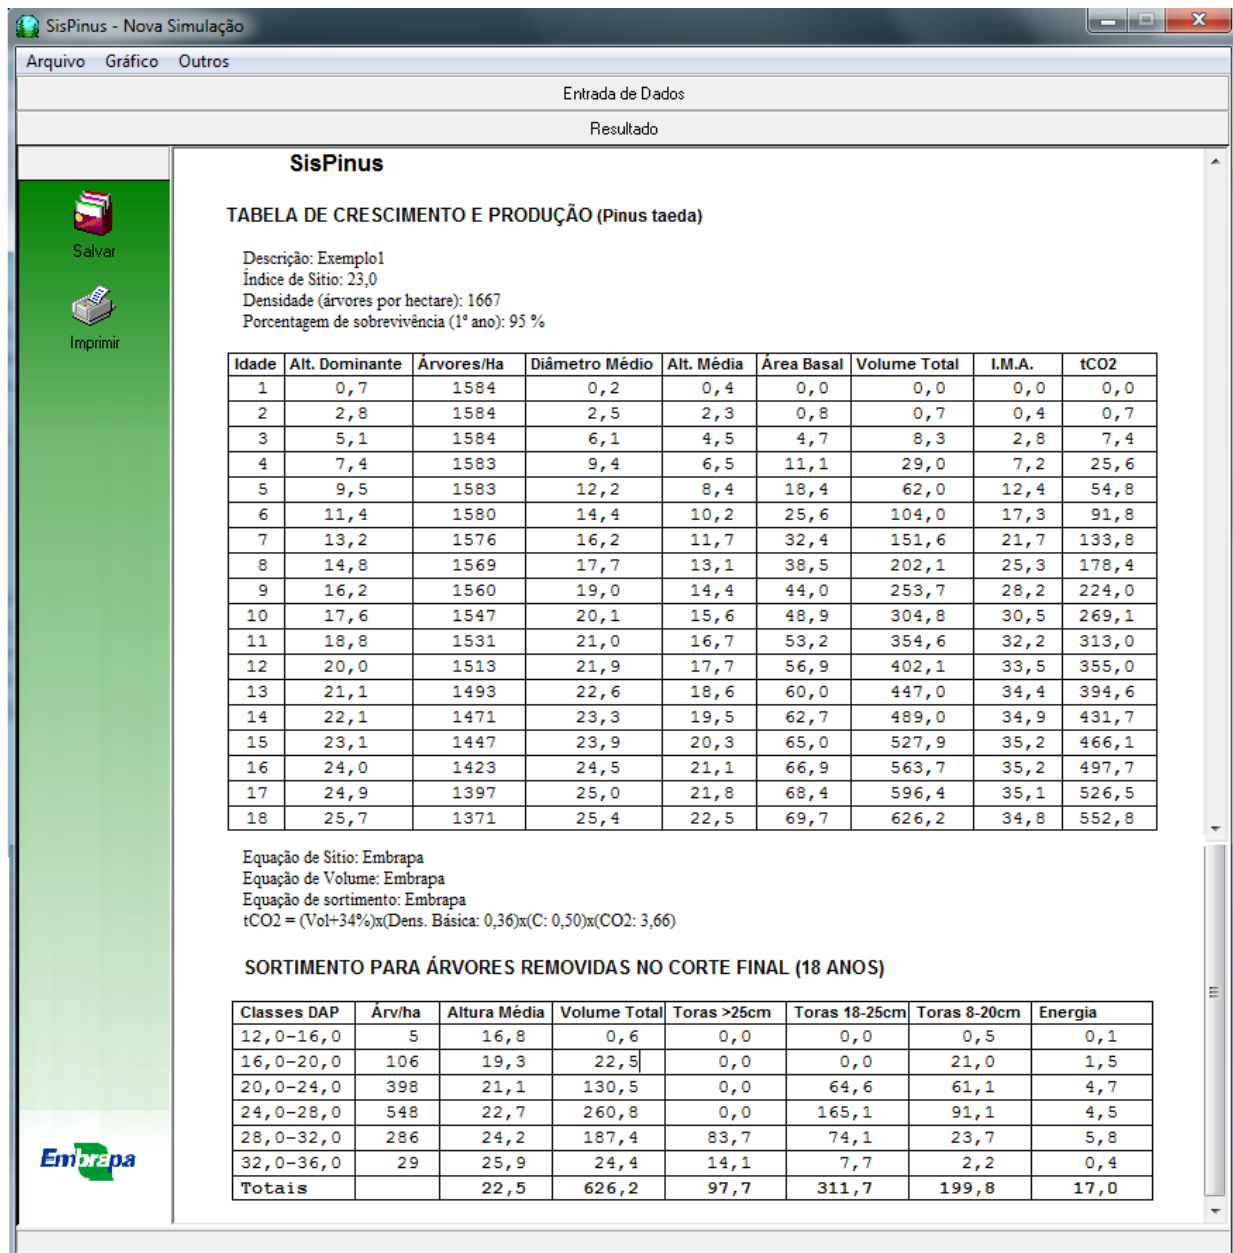 SisPinus - Nova Simulação
Arquivo Gráfico Outros
Entrada de Dados
Resultado
Salvar
Imprimir
SisPinus
TABELA DE CRESCIMENTO E PRODUÇÃO (Pinus taeda)
Descrição: Exemplo1
Índice de Sitio: 23,0
Densidade (árvores por hectare): 1667
Porcentagem de sobrevivência (1º ano): 95 %
Idade Alt. Dominante Árvores/Ha Diâmetro Médio Alt. Média Área Basal Volume Total I.M.A. tCO2
1 0,7 1584 0,2 0,4 0,0 0,0 0,0 0,0
2 2,8 1584 2,5 2,3 0,8 0,7 0,4 0,7
3 5,1 1584 6,1 4,5 4,7 8,3 2,8 7,4
4 7,4 1583 9,4 6,5 11,1 29,0 7,2 25,6
5 9,5 1583 12,2 8,4 18,4 62,0 12,4 54,8
6 11,4 1580 14,4 10,2 25,6 104,0 17,3 91,8
7 13,2 1576 16,2 11,7 32,4 151,6 21,7 133,8
8 14,8 1569 17,7 13,1 38,5 202,1 25,3 178,4
9 16,2 1560 19,0 14,4 44,0 253,7 28,2 224,0
10 17,6 1547 20,1 15,6 48,9 304,8 30,5 269,1
11 18,8 1531 21,0 16,7 53,2 354,6 32,2 313,0
12 20,0 1513 21,9 17,7 56,9 402,1 33,5 355,0
13 21,1 1493 22,6 18,6 60,0 447,0 34,4 394,6
14 22,1 1471 23,3 19,5 62,7 489,0 34,9 431,7
15 23,1 1447 23,9 20,3 65,0 527,9 35,2 466,1
16 24,0 1423 24,5 21,1 66,9 563,7 35,2 497,7
17 24,9 1397 25,0 21,8 68,4 596,4 35,1 526,5
18 25,7 1371 25,4 22,5 69,7 626,2 34,8 552,8
Equação de Sitio: Embrapa
Equação de Volume: Embrapa
Equação de sortimento: Embrapa
tCO2 = (Vol+34%)x(Dens. Básica: 0,36)x(C: 0,50)x(CO2: 3,66)
SORTIMENTO PARA ÁRVORES REMOVIDAS NO CORTE FINAL (18 ANOS)
Classes DAP Árv/ha Altura Média Volume Total Toras >25cm Toras 18-25cm Toras 8-20cm Energia
12,0-16,0 5 16,8 0,6 0,0 0,0 0,5 0,1
16,0-20,0 106 19,3 22,5 0,0 0,0 21,0 1,5
20,0-24,0 398 21,1 130,5 0,0 64,6 61,1 4,7
24,0-28,0 548 22,7 260,8 0,0 165,1 91,1 4,5
28,0-32,0 286 24,2 187,4 83,7 74,1 23,7 5,8
32,0-36,0 29 25,9 24,4 14,1 7,7 2,2 0,4
Totais 22,5 626,2 97,7 311,7 199,8 17,0
Embrapa